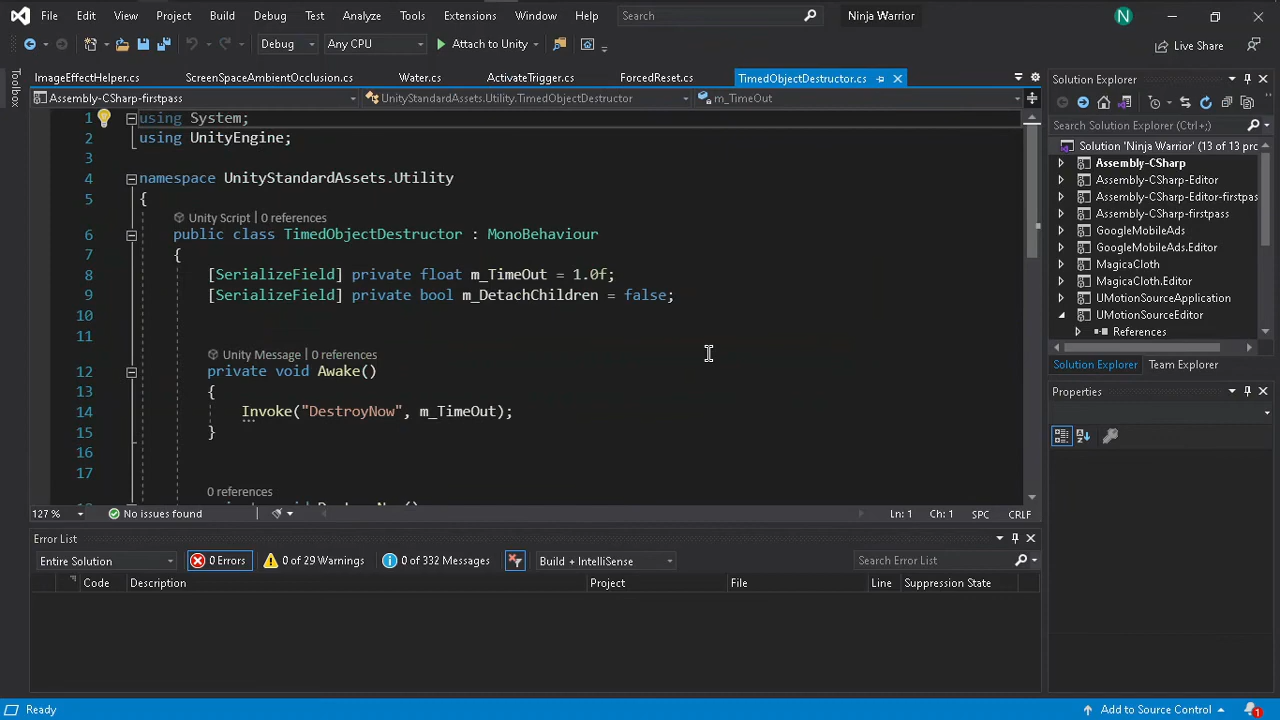 File Edit View Project Build Debug Test Analyze Tools Extensions Window Help Search Ninja Warrior N
Debug Any CPU Attach to Unity Live Share
ImageEffectHelper.cs ScreenSpaceAmbientOcclusion.cs Water.cs ActivateTrigger.cs ForcedReset.cs TimedObjectDestructor.cs
Toolbox
Assembly-CSharp-firstpass UnityStandardAssets.Utility.TimedObjectDestructor m_TimeOut
1 using System;
2 using UnityEngine;
3
4 namespace UnityStandardAssets.Utility
5 {
Unity Script | 0 references
6 public class TimedObjectDestructor : MonoBehaviour
7 {
8 [SerializeField] private float m_TimeOut = 1.0f;
9 [SerializeField] private bool m_DetachChildren = false;
10
11
Unity Message | 0 references
12 private void Awake()
13 {
14 Invoke("DestroyNow", m_TimeOut);
15 }
16
17
0 references
127 % No issues found Ln: 1 Ch: 1 SPC CRLF
Error List
Entire Solution 0 Errors 0 of 29 Warnings 0 of 332 Messages Build + IntelliSense Search Error List
Code Description Project File Line Suppression State
Solution Explorer
Search Solution Explorer (Ctrl+;)
Solution 'Ninja Warrior' (13 of 13 proj
Assembly-CSharp
Assembly-CSharp-Editor
Assembly-CSharp-Editor-firstpas
Assembly-CSharp-firstpass
GoogleMobileAds
GoogleMobileAds.Editor
MagicaCloth
MagicaCloth.Editor
UMotionSourceApplication
UMotionSourceEditor
References
Solution Explorer Team Explorer
Properties
Ready Add to Source Control 1